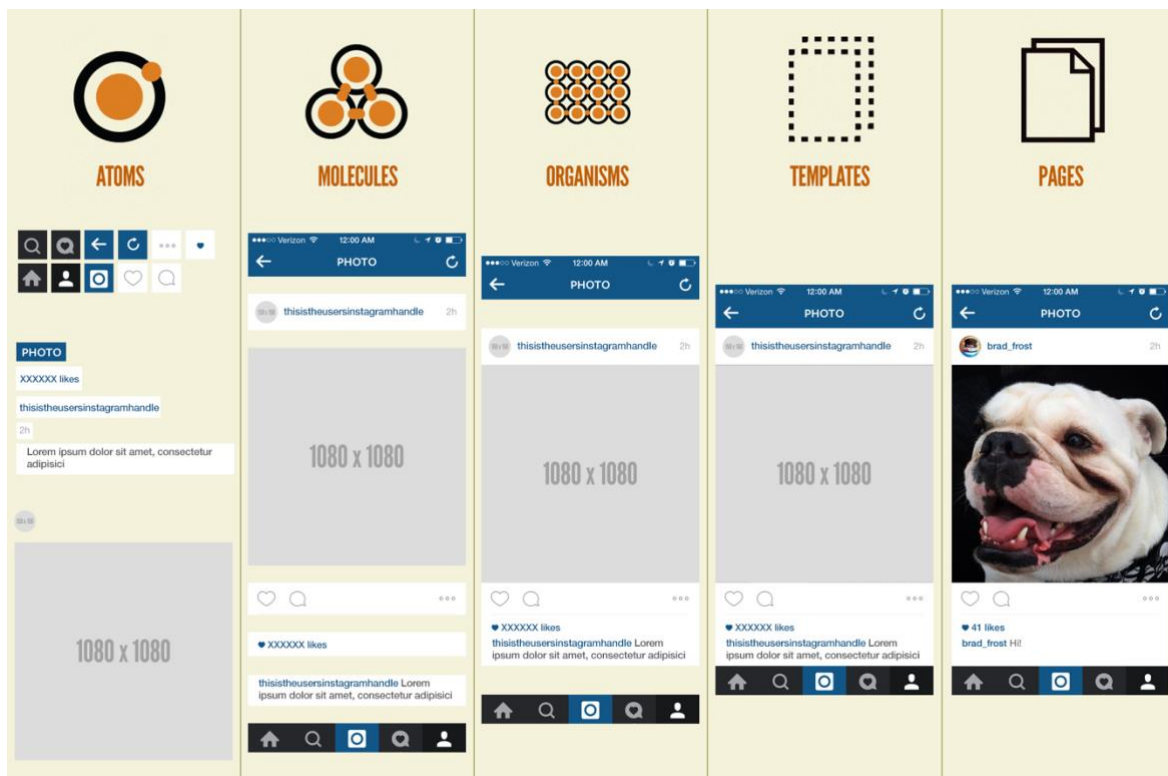 ATOMS
MOLECULES
ORGANISMS
TEMPLATES
PAGES
PHOTO
XXXXXX likes
thisistheusersinstagramhandle
2h
Lorem ipsum dolor sit amet, consectetur
adipisici
1080 x 1080
Verizon 12:00 AM
PHOTO
thisistheusersinstagramhandle 2h
1080 x 1080
XXXXXX likes
thisistheusersinstagramhandle Lorem
ipsum dolor sit amet, consectetur adipisici
Verizon 12:00 AM
PHOTO
thisistheusersinstagramhandle 2h
1080 x 1080
XXXXXX likes
thisistheusersinstagramhandle Lorem
ipsum dolor sit amet, consectetur adipisici
Verizon 12:00 AM
PHOTO
thisistheusersinstagramhandle 2h
1080 x 1080
XXXXXX likes
thisistheusersinstagramhandle Lorem
ipsum dolor sit amet, consectetur adipisici
Verizon 12:00 AM
PHOTO
brad_frost 2h
41 likes
brad_frost Hi!